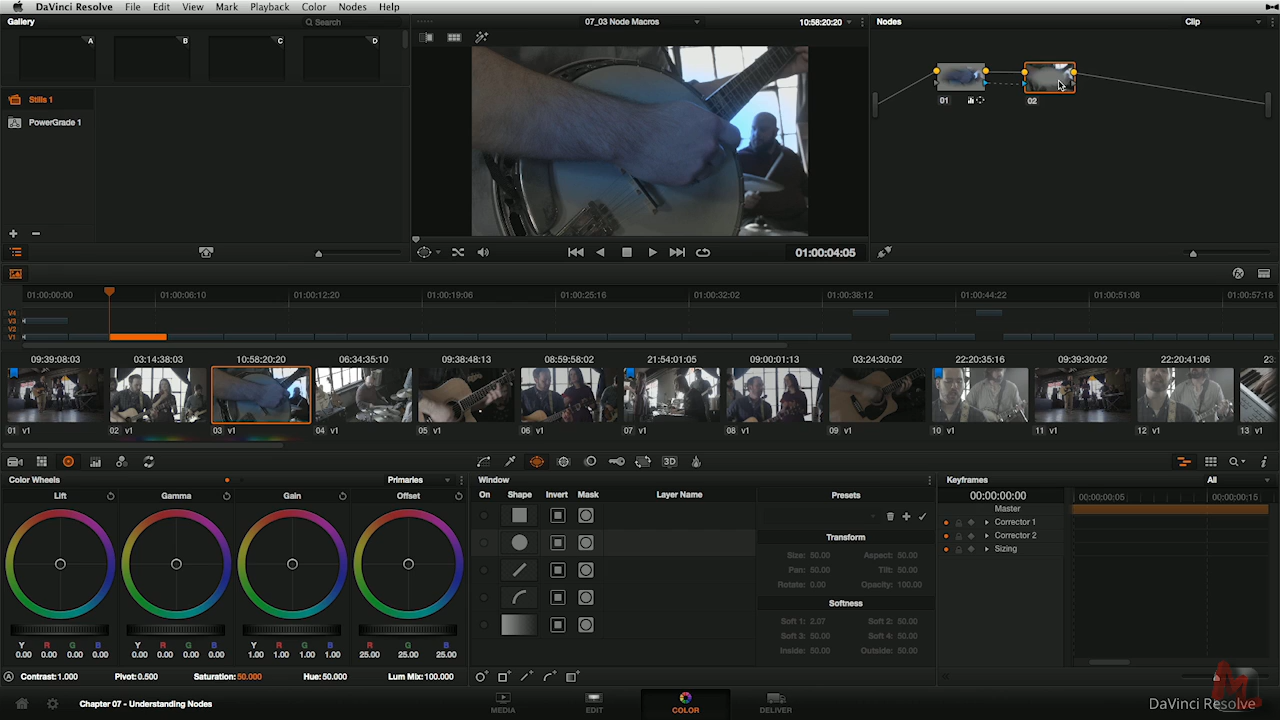 DaVinci Resolve File Edit View Mark Playback Color Nodes Help
Gallery Search 07_03 Node Macros 10:58:20:20 Nodes Clip
A B C D
Stills 1
PowerGrade 1
01 02
01:00:04:05
01:00:00:00 01:00:06:10 01:00:12:20 01:00:19:06 01:00:25:16 01:00:32:02 01:00:38:12 01:00:44:22 01:00:51:08 01:00:57:18
V4
V3
V2
V1
09:39:08:03 03:14:38:03 10:58:20:20 06:34:35:10 09:38:48:13 08:59:58:02 21:54:01:05 09:00:01:13 03:24:30:02 22:20:35:16 09:39:30:02 22:20:41:06 23
01 V1 02 V1 03 V1 04 V1 05 V1 06 V1 07 V1 08 V1 09 V1 10 V1 11 V1 12 V1 13 V1
3D
Color Wheels Primaries Window Keyframes All
Lift Gamma Gain Offset
On Shape Invert Mask Layer Name Presets
00:00:00:00 00:00:00:05 00:00:00:15
Master
Corrector 1
Corrector 2
Sizing
Transform
Size: 50.00 Aspect: 50.00
Pan: 50.00 Tilt: 50.00
Rotate: 0.00 Opacity: 100.00
Softness
Soft 1: 2.07 Soft 2: 50.00
Soft 3: 50.00 Soft 4: 50.00
Inside: 50.00 Outside: 50.00
Y R G B Y R G B Y R G B R G B
0.00 0.00 0.00 0.00 0.00 0.00 0.00 0.00 1.00 1.00 1.00 1.00 25.00 25.00 25.00
A Contrast: 1.000 Pivot: 0.500 Saturation: 50.000 Hue: 50.000 Lum Mix: 100.000
Chapter 07 - Understanding Nodes MEDIA EDIT COLOR DELIVER DaVinci Resolve